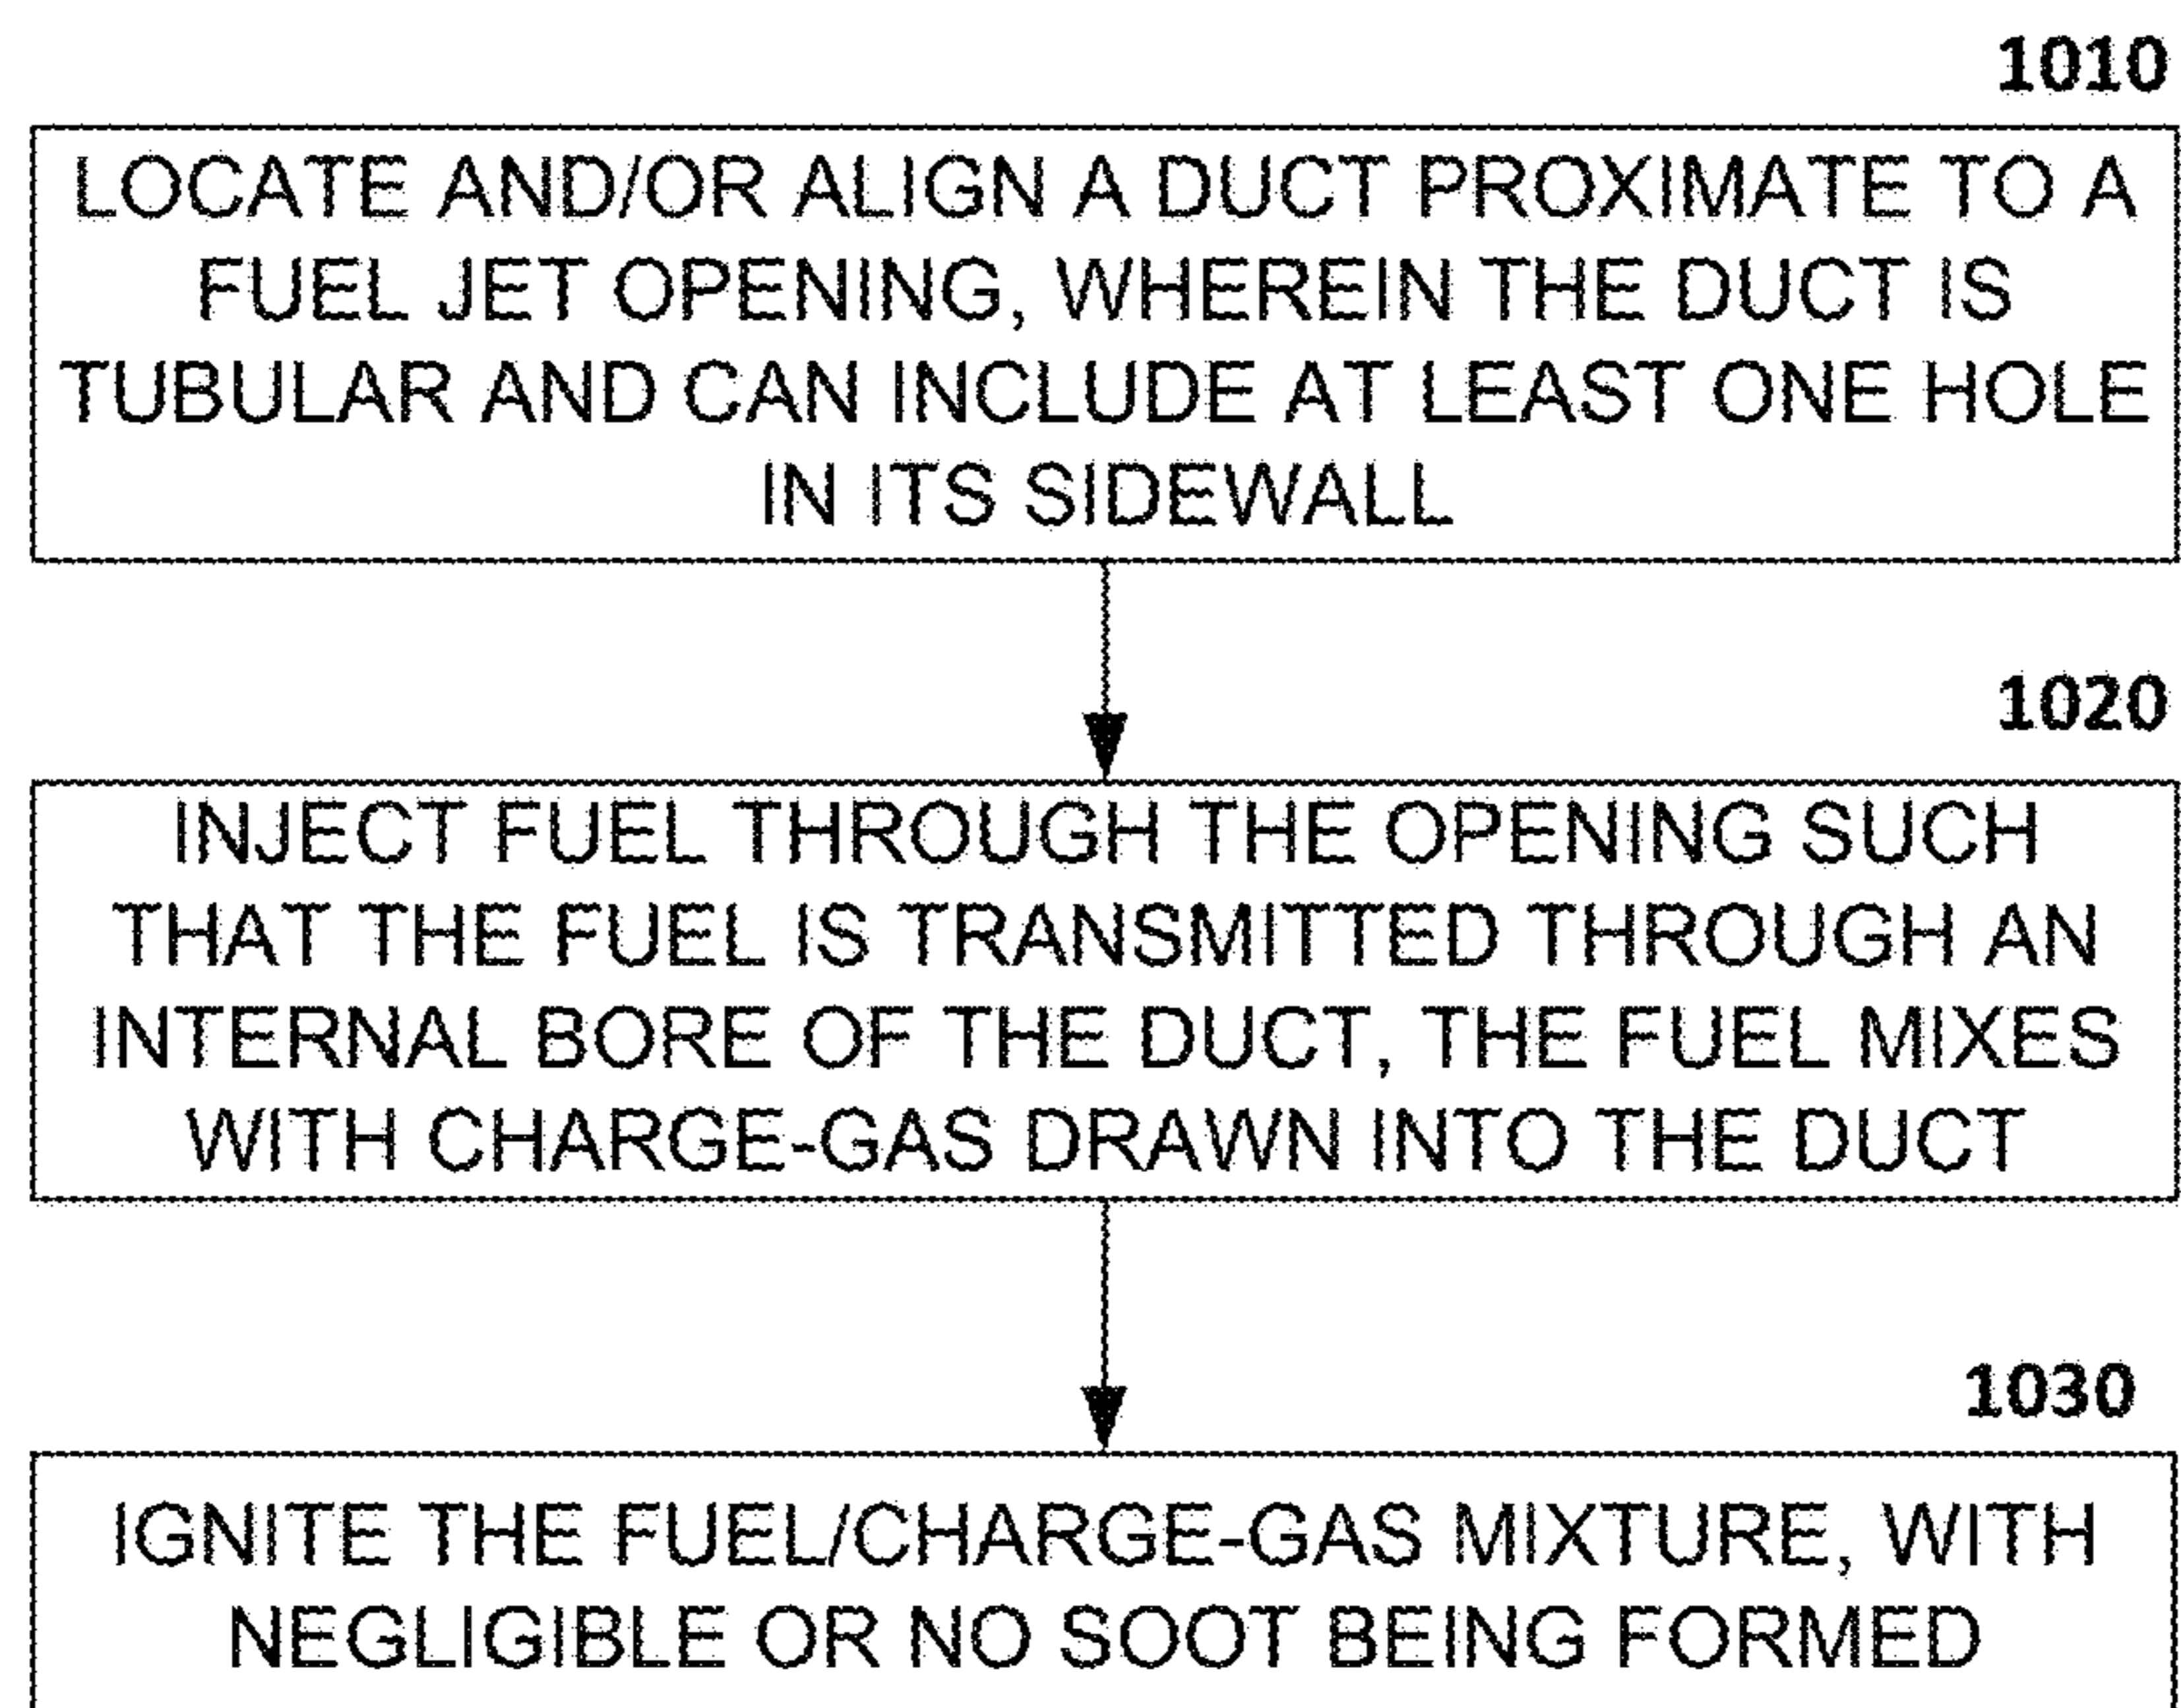 1010
LOCATE AND/OR ALIGN A DUCT PROXIMATE TO A
FUEL JET OPENING, WHEREIN THE DUCT IS
TUBULAR AND CAN INCLUDE AT LEAST ONE HOLE
IN ITS SIDEWALL
1020
INJECT FUEL THROUGH THE OPENING SUCH
THAT THE FUEL IS TRANSMITTED THROUGH AN
INTERNAL BORE OF THE DUCT, THE FUEL MIXES
WITH CHARGE-GAS DRAWN INTO THE DUCT
1030
IGNITE THE FUEL/CHARGE-GAS MIXTURE, WITH
NEGLIGIBLE OR NO SOOT BEING FORMED